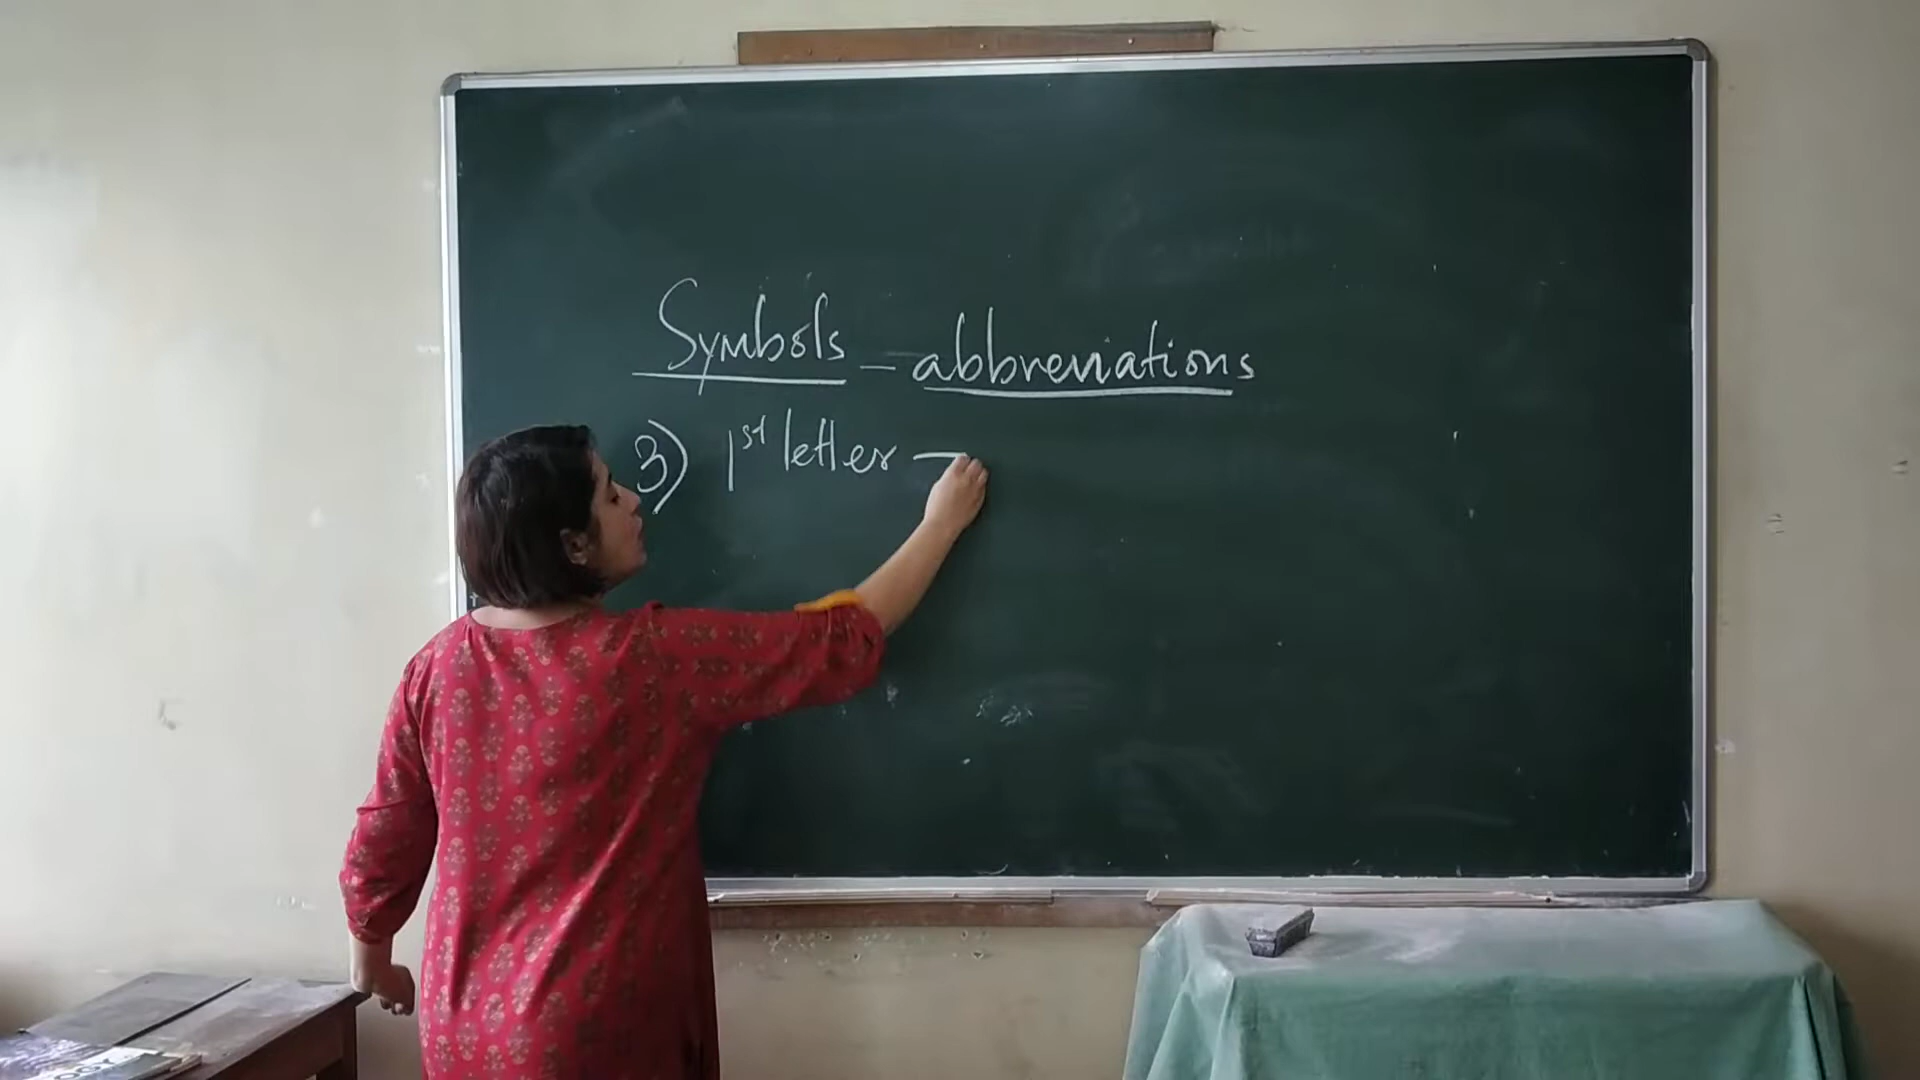 Symbols - abbreviations
3) 1st letter —